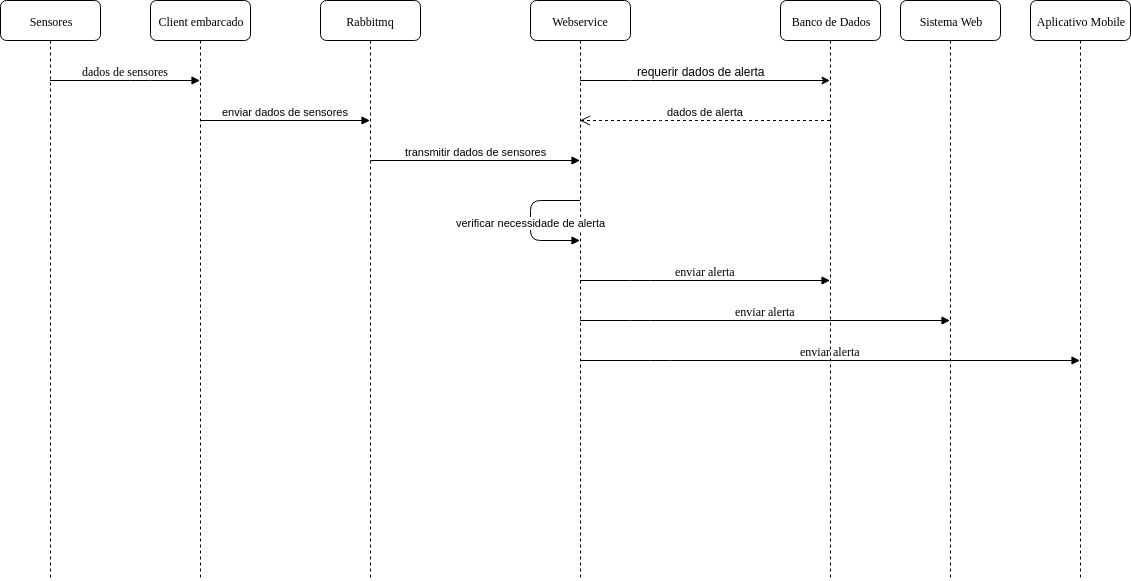 Sensores
Client embarcado
Rabbitmq
Webservice
Banco de Dados
Sistema Web
Aplicativo Mobile
dados de sensores
requerir dados de alerta
enviar dados de sensores
dados de alerta
transmitir dados de sensores
verificar necessidade de alerta
enviar alerta
enviar alerta
enviar alerta